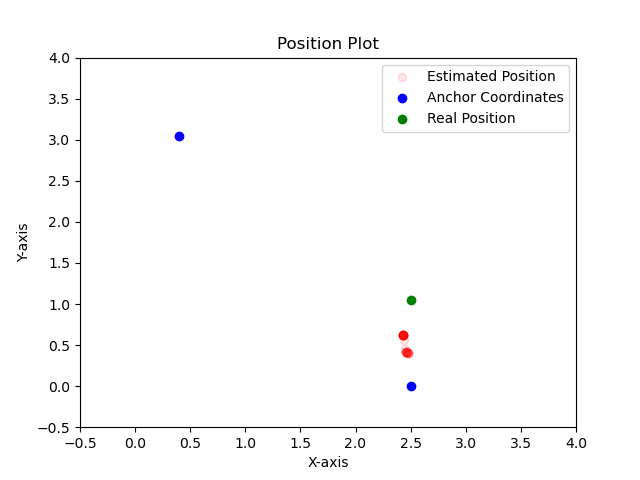 Position Plot
Estimated Position
Anchor Coordinates
Real Position
Y-axis
4.0
3.5
3.0
2.5
2.0
1.5
1.0
0.5
0.0
−0.5
−0.5 0.0 0.5 1.0 1.5 2.0 2.5 3.0 3.5 4.0
X-axis